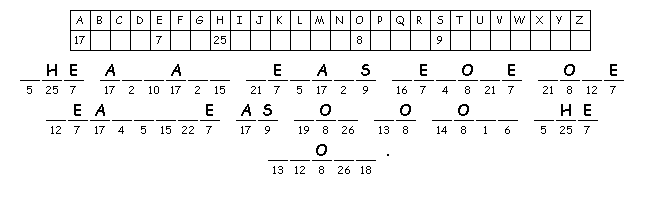 A B C D E F G H I J K L M N O P Q R S T U V W X Y Z
17 7 25 8 9
_ H E A _ _ A _ _ _ E _ A _ S _ E _ O _ E _ O _ E
5 25 7 17 2 10 17 2 15 21 7 5 17 2 9 16 7 4 8 21 7 21 8 12 7
_ E A _ _ _ _ E A S _ O _ _ O _ O _ _ _ H E
12 7 17 4 5 15 22 7 17 9 19 8 26 13 8 14 8 1 6 5 25 7
_ _ O _ _ .
13 12 8 26 18